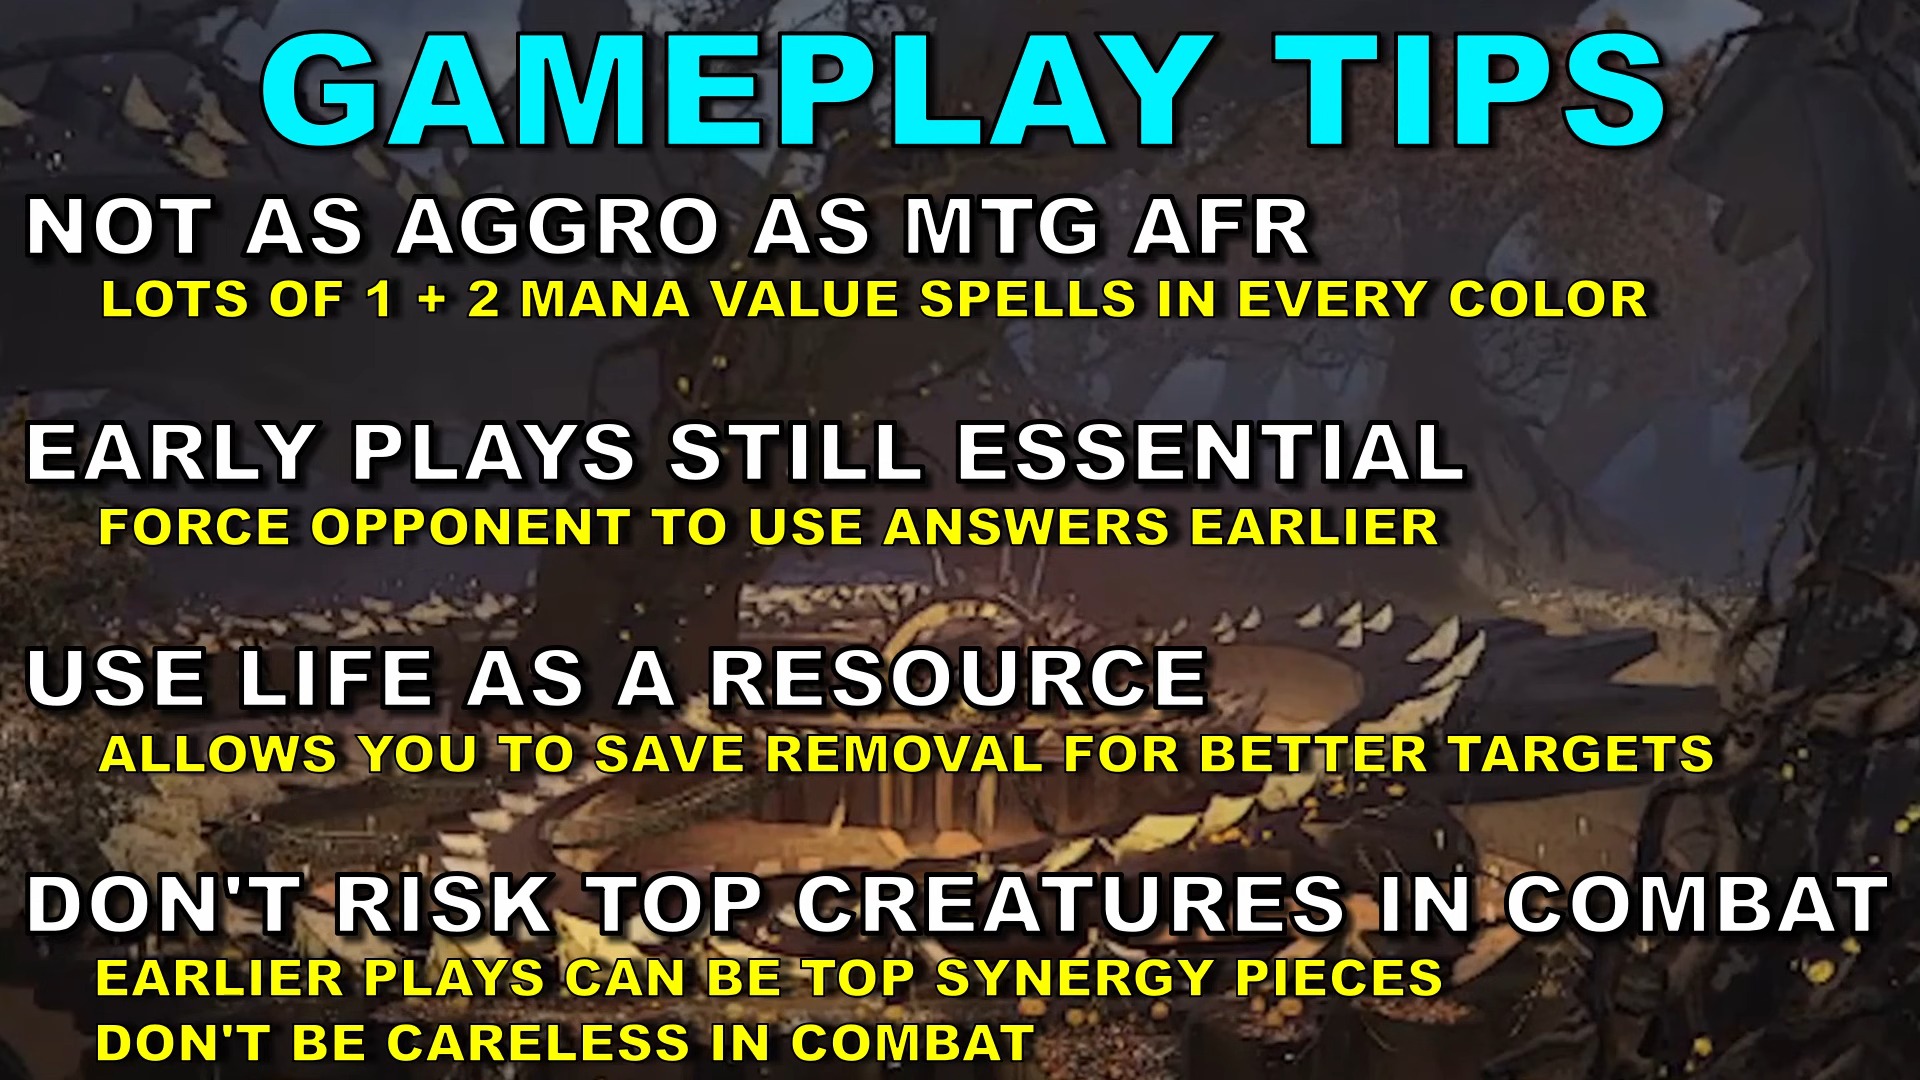 GAMEPLAY TIPS
NOT AS AGGRO AS MTG AFR
LOTS OF 1 + 2 MANA VALUE SPELLS IN EVERY COLOR
EARLY PLAYS STILL ESSENTIAL
FORCE OPPONENT TO USE ANSWERS EARLIER
USE LIFE AS A RESOURCE
ALLOWS YOU TO SAVE REMOVAL FOR BETTER TARGETS
DON'T RISK TOP CREATURES IN COMBAT
EARLIER PLAYS CAN BE TOP SYNERGY PIECES
DON'T BE CARELESS IN COMBAT